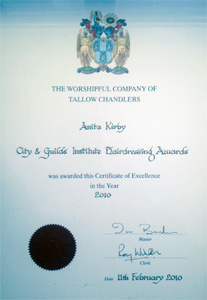 THE WORSHIPFUL COMPANY OF
TALLOW CHANDLERS
Anita Kirby
City & Guilds Institute Hairdressing Awards
was awarded this Certificate of Excellence
in the Year
2010
Master
Clerk
Date 11th February 2010